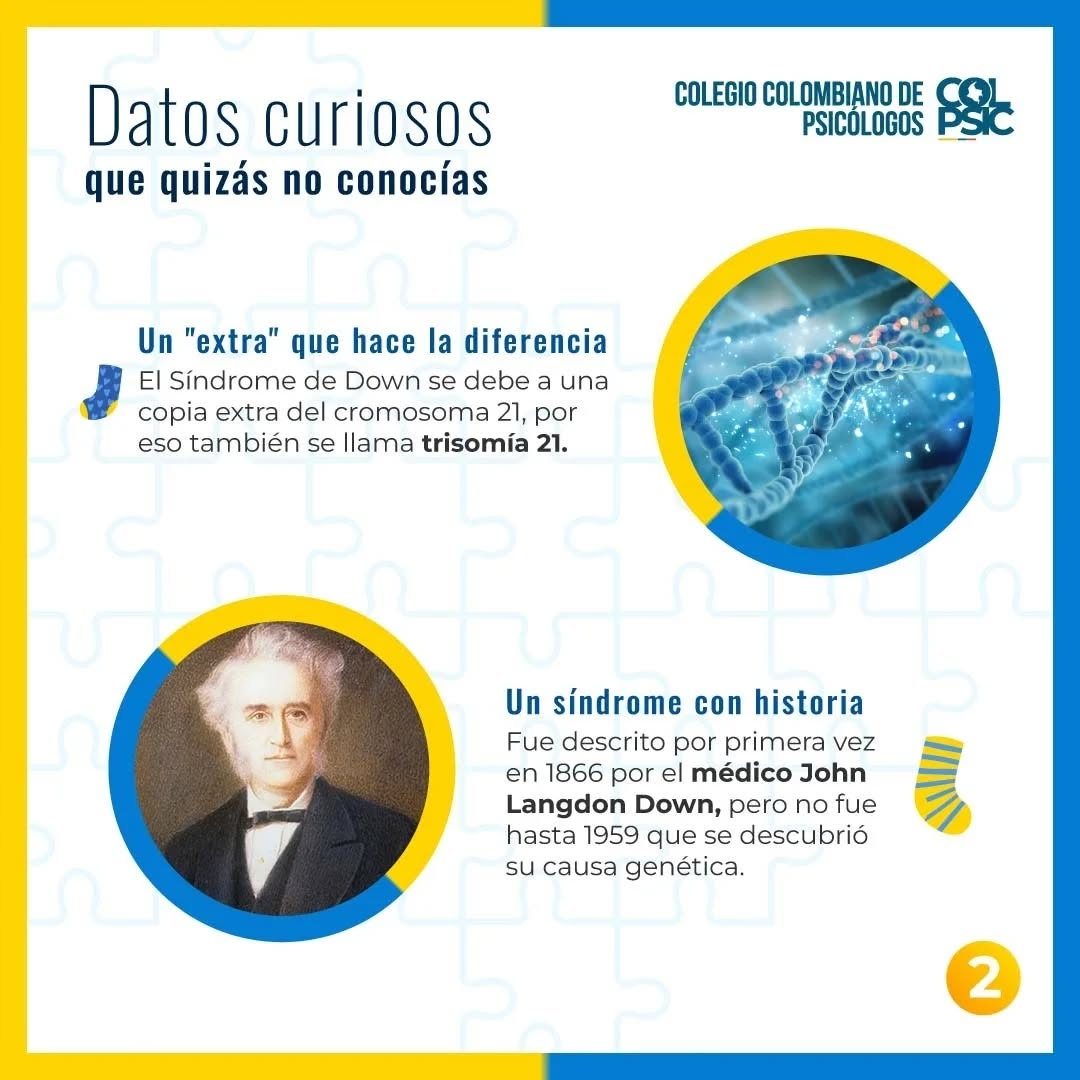 Datos curiosos
que quizás no conocías
COLEGIO COLOMBIANO DE
PSICÓLOGOS
COL
PSIC
Un "extra" que hace la diferencia
El Síndrome de Down se debe a una
copia extra del cromosoma 21, por
eso también se llama trisomía 21.
Un síndrome con historia
Fue descrito por primera vez
en 1866 por el médico John
Langdon Down, pero no fue
hasta 1959 que se descubrió
su causa genética.
2